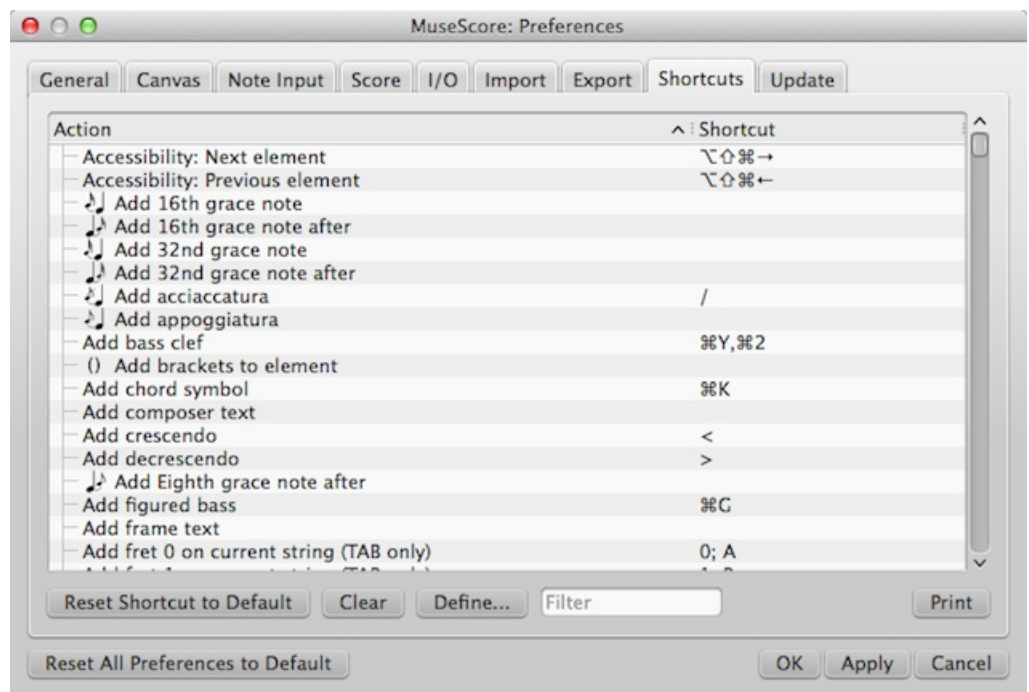 MuseScore: Preferences
General Canvas Note Input Score I/O Import Export Shortcuts Update
Action Shortcut
Accessibility: Next element ⌥⇧⌘→
Accessibility: Previous element ⌥⇧⌘←
Add 16th grace note
Add 16th grace note after
Add 32nd grace note
Add 32nd grace note after
Add acciaccatura /
Add appoggiatura
Add bass clef ⌘Y,⌘2
() Add brackets to element
Add chord symbol ⌘K
Add composer text
Add crescendo <
Add decrescendo >
Add Eighth grace note after
Add figured bass ⌘G
Add frame text
Add fret 0 on current string (TAB only) 0; A
Reset Shortcut to Default Clear Define... Filter Print
Reset All Preferences to Default OK Apply Cancel